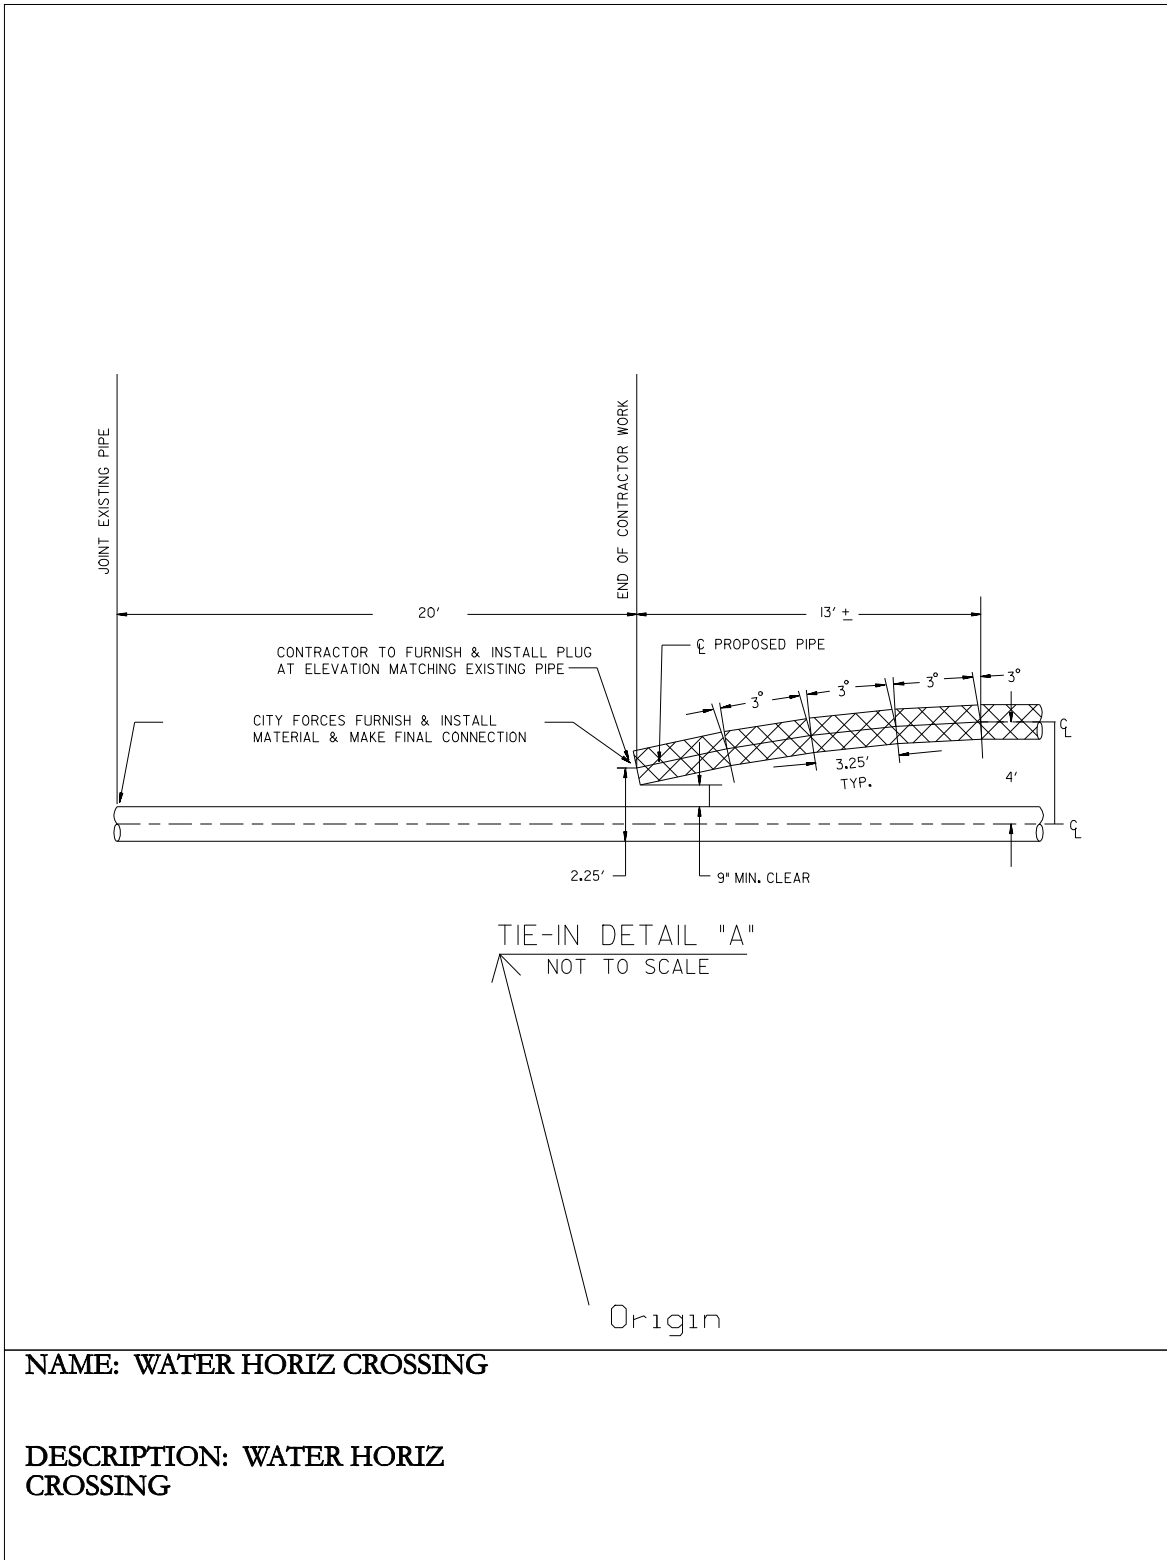 JOINT EXISTING PIPE
END OF CONTRACTOR WORK
20'
13' ±
CONTRACTOR TO FURNISH & INSTALL PLUG
AT ELEVATION MATCHING EXISTING PIPE
℄ PROPOSED PIPE
3°
3°
3°
3°
CITY FORCES FURNISH & INSTALL
MATERIAL & MAKE FINAL CONNECTION
℄
3.25'
TYP.
4'
℄
2.25'
9" MIN. CLEAR
TIE-IN DETAIL "A"
NOT TO SCALE
Origin
NAME: WATER HORIZ CROSSING
DESCRIPTION: WATER HORIZ
CROSSING